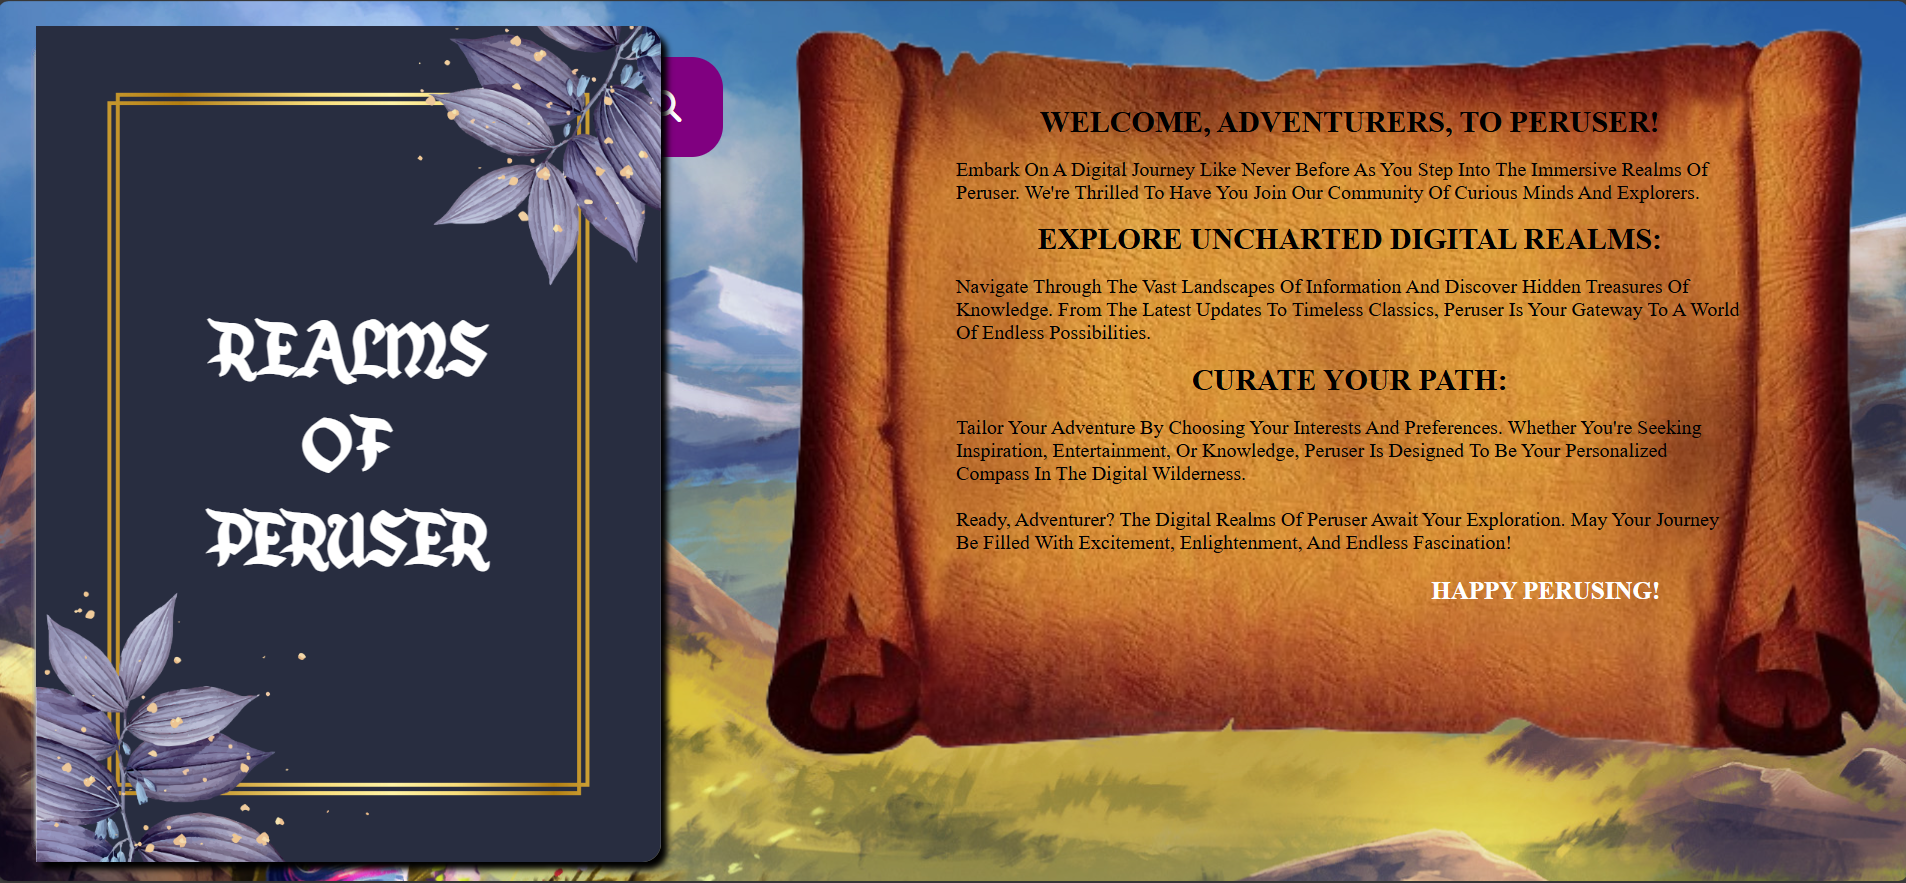 REALMS
OF
PERUSER
WELCOME, ADVENTURERS, TO PERUSER!
Embark On A Digital Journey Like Never Before As You Step Into The Immersive Realms Of
Peruser. We're Thrilled To Have You Join Our Community Of Curious Minds And Explorers.
EXPLORE UNCHARTED DIGITAL REALMS:
Navigate Through The Vast Landscapes Of Information And Discover Hidden Treasures Of
Knowledge. From The Latest Updates To Timeless Classics, Peruser Is Your Gateway To A World
Of Endless Possibilities.
CURATE YOUR PATH:
Tailor Your Adventure By Choosing Your Interests And Preferences. Whether You're Seeking
Inspiration, Entertainment, Or Knowledge, Peruser Is Designed To Be Your Personalized
Compass In The Digital Wilderness.
Ready, Adventurer? The Digital Realms Of Peruser Await Your Exploration. May Your Journey
Be Filled With Excitement, Enlightenment, And Endless Fascination!
HAPPY PERUSING!